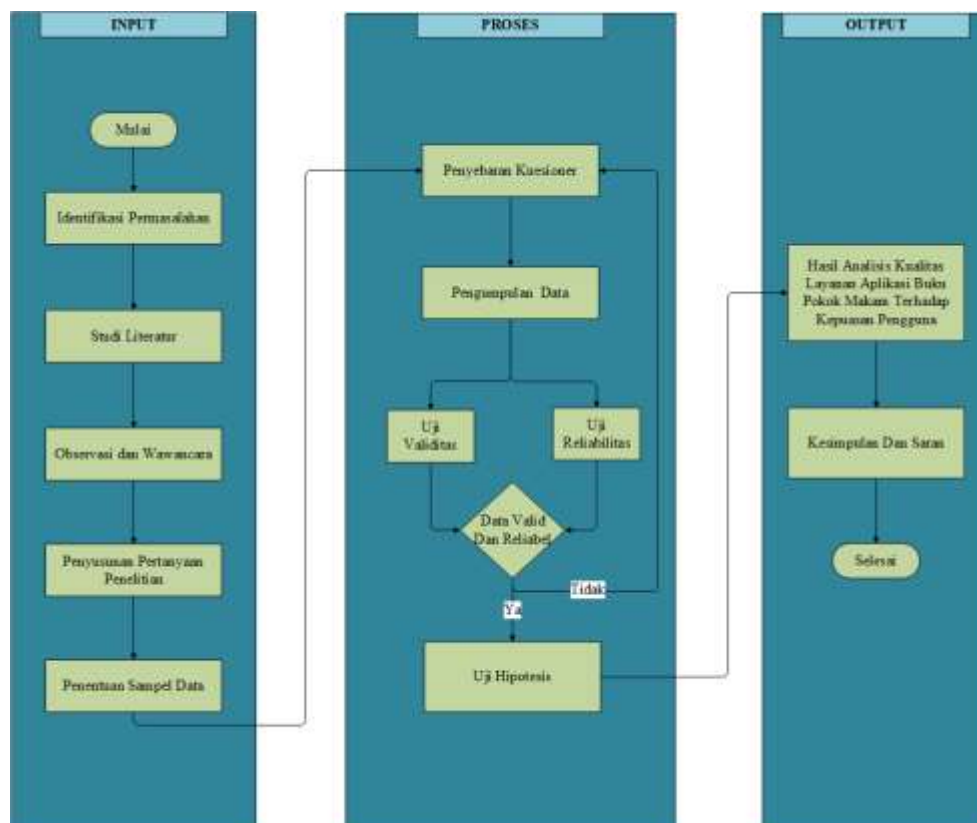 INPUT
Mulai
Identifikasi Permasalahan
Studi Literatur
Observasi dan Wawancara
Penyusunan Pertanyaan
Penelitian
Penentuan Sampel Data
PROSES
Penyebaran Kuesioner
Pengumpulan Data
Uji
Validitas
Uji
Reliabilitas
Data Valid
Dan Reliabel
Tidak
Ya
Uji Hipotesis
OUTPUT
Hasil Analisis Kualitas
Layanan Aplikasi Buku
Pokok Makam Terhadap
Kepuasan Pengguna
Kesimpulan Dan Saran
Selesai